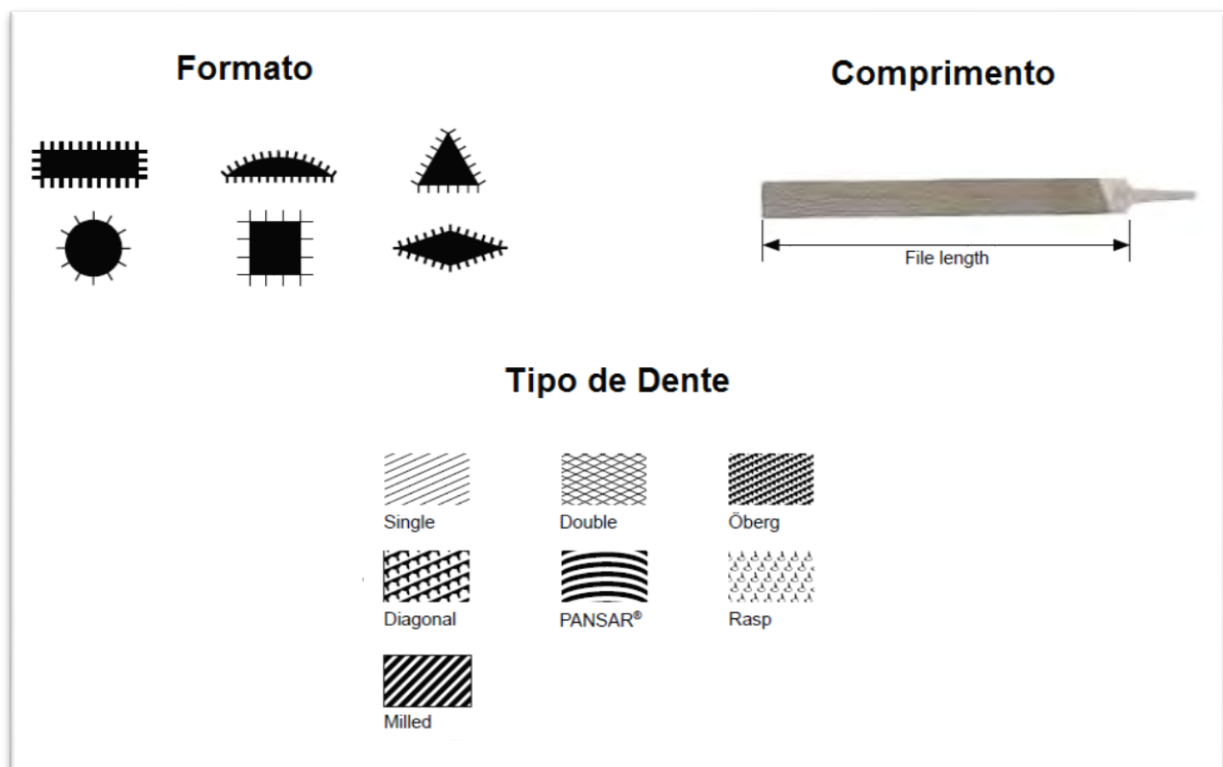 Formato
Comprimento
File length
Tipo de Dente
Single
Double
Öberg
Diagonal
PANSAR®
Rasp
Milled